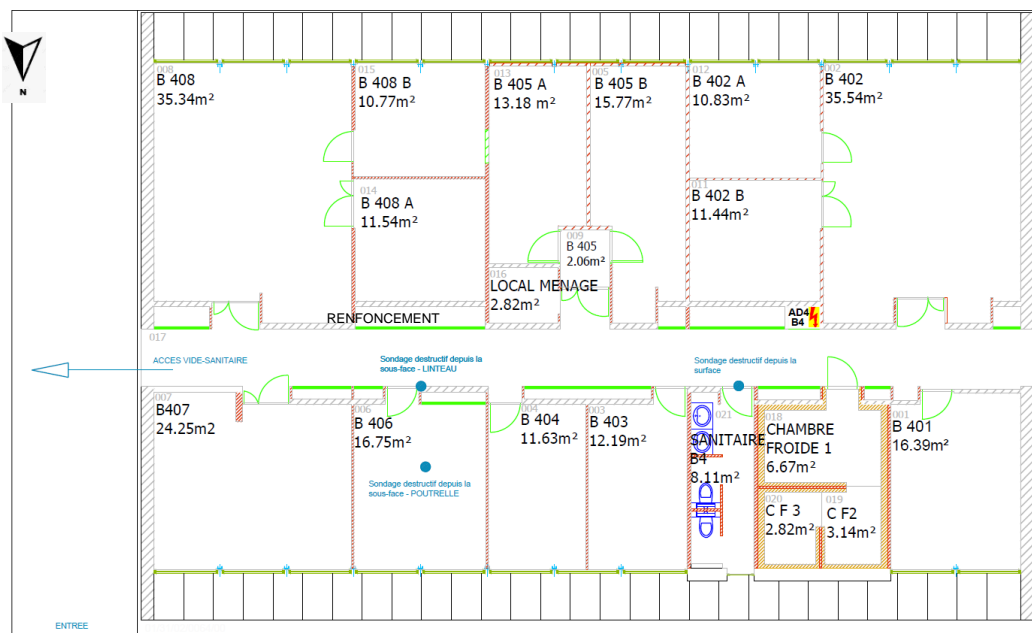 N
008
B 408
35.34m²
015
B 408 B
10.77m²
013
B 405 A
13.18 m²
005
B 405 B
15.77m²
012
B 402 A
10.83m²
002
B 402
35.54m²
014
B 408 A
11.54m²
011
B 402 B
11.44m²
009
B 405
2.06m²
016
LOCAL MENAGE
2.82m²
RENFONCEMENT
AD4
B4
017
ACCES VIDE-SANITAIRE
Sondage destructif depuis la
sous-face - LINTEAU
Sondage destructif depuis la
surface
007
B407
24.25m2
006
B 406
16.75m²
004
B 404
11.63m²
003
B 403
12.19m²
021
SANITAIRE
B4
8.11m²
018
CHAMBRE
FROIDE 1
6.67m²
001
B 401
16.39m²
Sondage destructif depuis la
sous-face - POUTRELLE
020
C F 3
2.82m²
019
C F2
3.14m²
ENTREE